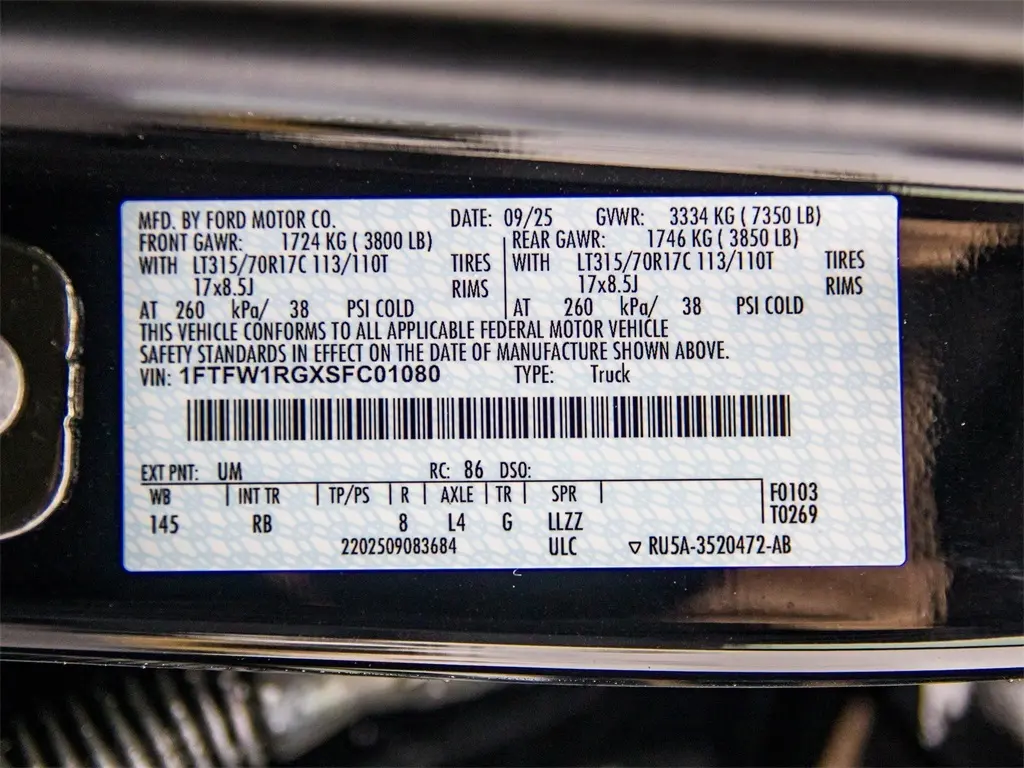 MFD. BY FORD MOTOR CO. DATE: 09/25 GVWR: 3334 KG ( 7350 LB)
FRONT GAWR: 1724 KG ( 3800 LB) REAR GAWR: 1746 KG ( 3850 LB)
WITH LT315/70R17C 113/110T TIRES WITH LT315/70R17C 113/110T TIRES
17x8.5J RIMS 17x8.5J RIMS
AT 260 kPa/ 38 PSI COLD AT 260 kPa/ 38 PSI COLD
THIS VEHICLE CONFORMS TO ALL APPLICABLE FEDERAL MOTOR VEHICLE
SAFETY STANDARDS IN EFFECT ON THE DATE OF MANUFACTURE SHOWN ABOVE.
VIN: 1FTFW1RGXSFC01080 TYPE: Truck
EXT PNT: UM RC: 86 DSO:
WB INT TR TP/PS R AXLE TR SPR F0103
145 RB 8 L4 G LLZZ T0269
2202509083684 ULC ▽ RU5A-3520472-AB